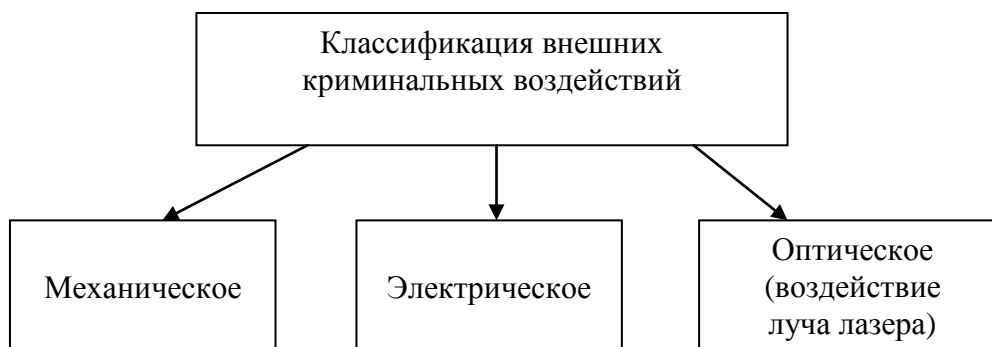 Классификация внешних
криминальных воздействий
Механическое
Электрическое
Оптическое
(воздействие
луча лазера)